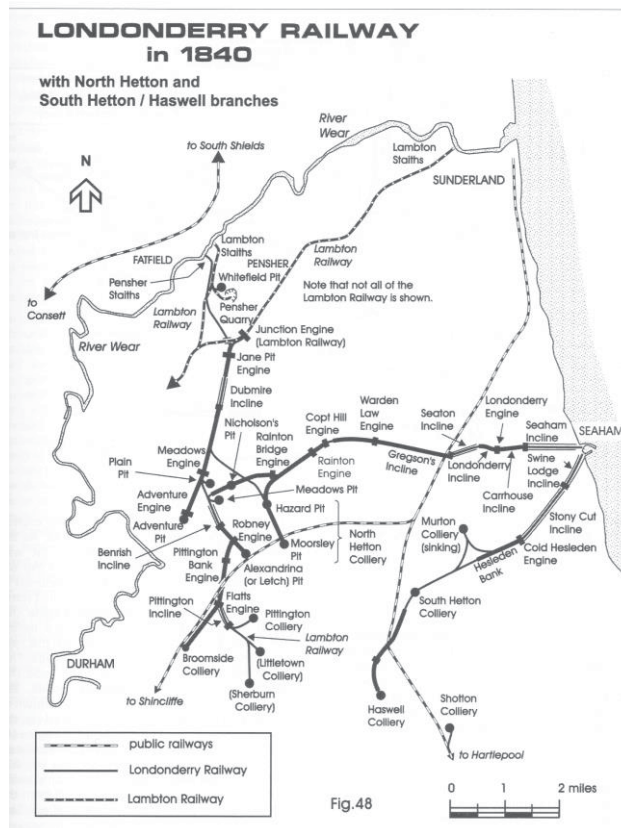 LONDONDERRY RAILWAY
in 1840
with North Hetton and
South Hetton / Haswell branches
River
Wear
Lambton
Staiths
to South Shields
SUNDERLAND
N
Lambton
Staiths
FATFIELD
PENSHER
Whitefield Pit
Lambton
Railway
Pensher
Staiths
Note that not all of the
Lambton Railway is shown.
to
Consett
Lambton
Railway
Pensher
Quarry
Junction Engine
(Lambton Railway)
River Wear
Jane Pit
Engine
Dubmire
Incline
Nicholson's
Pit
Copt Hill
Engine
Warden
Law
Engine
Seaton
Incline
Londonderry
Engine
Seaham
Incline
SEAHAM
Rainton
Bridge
Engine
Meadows
Engine
Plain
Pit
Rainton
Engine
Gregson's
Incline
Londonderry
Incline
Swine
Lodge
Incline
Carrhouse
Incline
Meadows Pit
Adventure
Engine
Adventure
Pit
Hazard Pit
Stony Cut
Incline
Robney
Engine
Moorsley
Pit
North
Hetton
Colliery
Murton
Colliery
(sinking)
Benrish
Incline
Pittington
Bank
Engine
Alexandrina
(or Letch) Pit
Hesleden
Bank
Cold Hesleden
Engine
Flatts
Engine
Pittington
Incline
Pittington
Colliery
South Hetton
Colliery
Lambton
Railway
DURHAM
Broomside
Colliery
(Littletown
Colliery)
(Sherburn
Colliery)
to Shincliffe
Haswell
Colliery
Shotton
Colliery
to Hartlepool
public railways
Londonderry Railway
Lambton Railway
Fig.48
0 1 2 miles